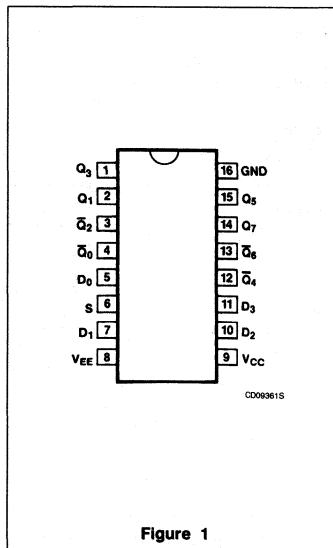 Q3 1 16 GND
Q1 2 15 Q5
Q̅2 3 14 Q7
Q̅0 4 13 Q̅6
D0 5 12 Q̅4
S 6 11 D3
D1 7 10 D2
VEE 8 9 VCC
CD09361S
Figure 1